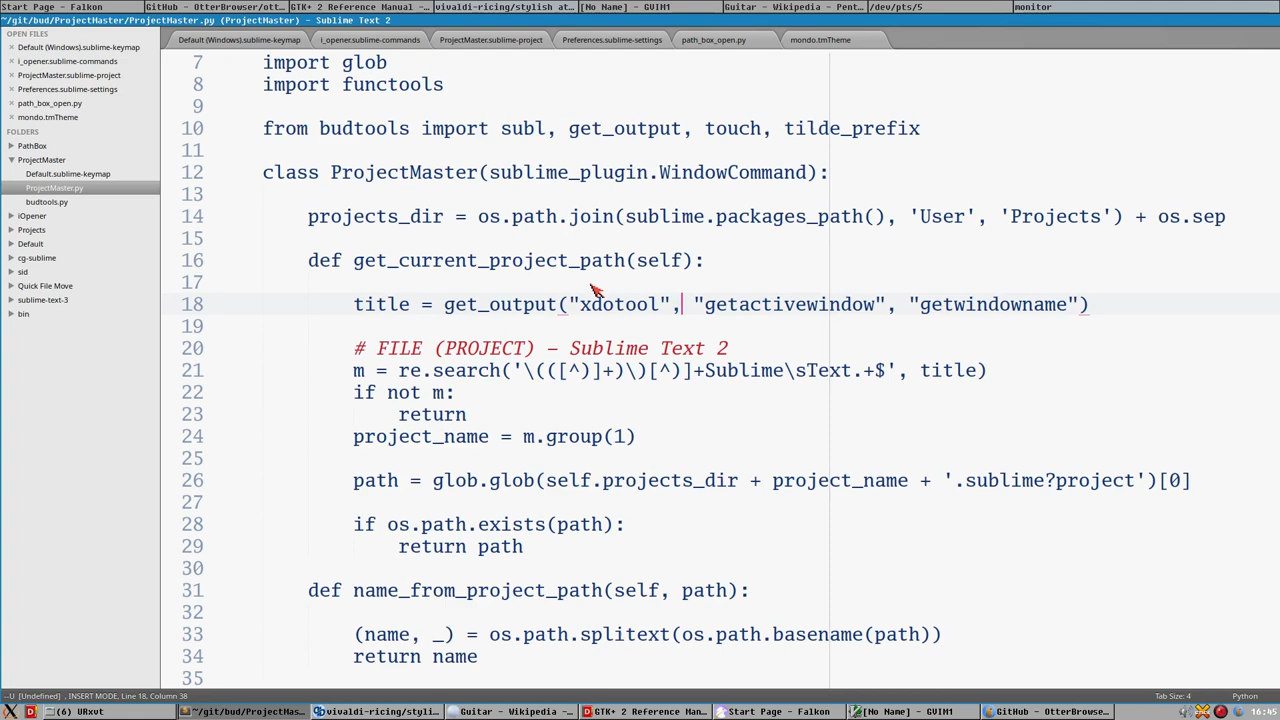 Start Page - Falkon
GitHub - OtterBrowser/ott...
GTK+ 2 Reference Manual -...
vivaldi-ricing/stylish at...
[No Name] - GVIM1
Guitar - Wikipedia - Pent...
/dev/pts/5
monitor
~/git/bud/ProjectMaster/ProjectMaster.py (ProjectMaster) - Sublime Text 2
OPEN FILES
Default (Windows).sublime-keymap
i_opener.sublime-commands
ProjectMaster.sublime-project
Preferences.sublime-settings
path_box_open.py
mondo.tmTheme
FOLDERS
PathBox
ProjectMaster
Default.sublime-keymap
ProjectMaster.py
budtools.py
iOpener
Projects
Default
cg-sublime
sid
Quick File Move
sublime-text-3
bin
Default (Windows).sublime-keymap
i_opener.sublime-commands
ProjectMaster.sublime-project
Preferences.sublime-settings
path_box_open.py
mondo.tmTheme
7 import glob
8 import functools
9
10 from budtools import subl, get_output, touch, tilde_prefix
11
12 class ProjectMaster(sublime_plugin.WindowCommand):
13
14 projects_dir = os.path.join(sublime.packages_path(), 'User', 'Projects') + os.sep
15
16 def get_current_project_path(self):
17
18 title = get_output("xdotool", "getactivewindow", "getwindowname")
19
20 # FILE (PROJECT) – Sublime Text 2
21 m = re.search('\(([^)]+)\)[^)]+Sublime\sText.+$', title)
22 if not m:
23 return
24 project_name = m.group(1)
25
26 path = glob.glob(self.projects_dir + project_name + '.sublime?project')[0]
27
28 if os.path.exists(path):
29 return path
30
31 def name_from_project_path(self, path):
32
33 (name, _) = os.path.splitext(os.path.basename(path))
34 return name
35
--U [Undefined] , INSERT MODE, Line 18, Column 38
Tab Size: 4
Python
(6) URxvt
~/git/bud/ProjectMas...
vivaldi-ricing/styli...
Guitar - Wikipedia -...
GTK+ 2 Reference Man...
Start Page - Falkon
[No Name] - GVIM1
GitHub - OtterBrowse...
16:45